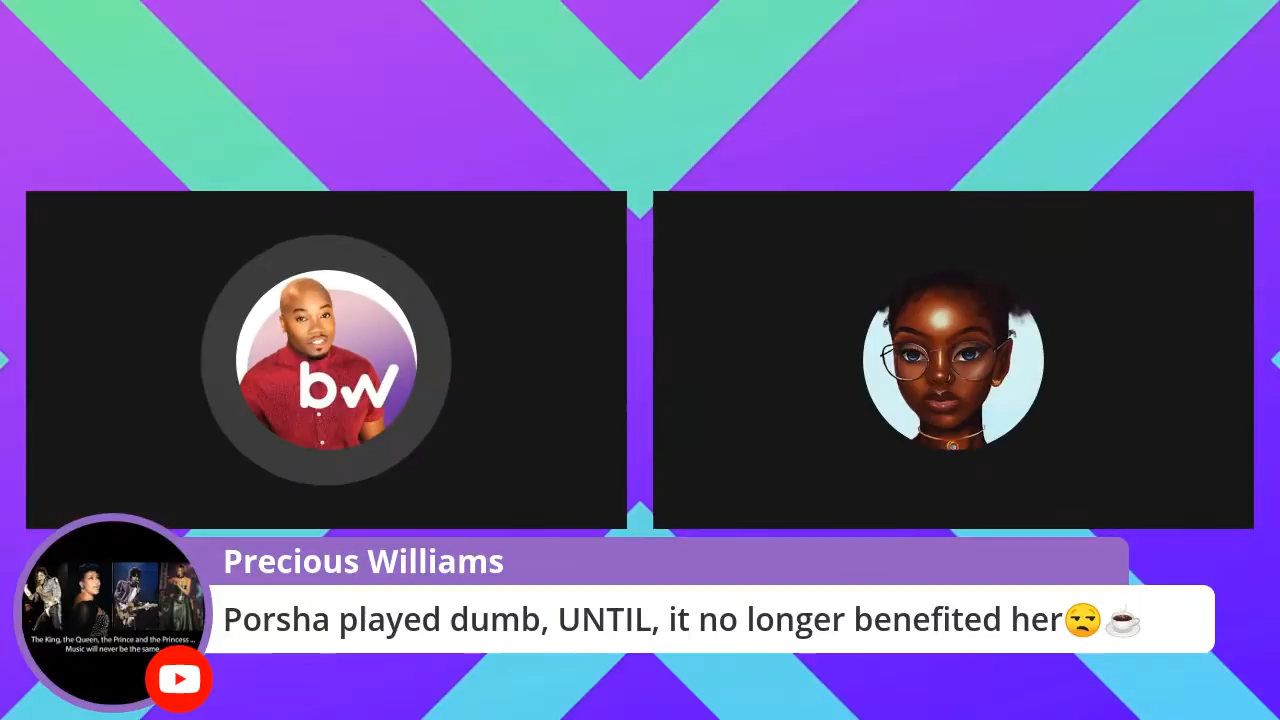 bw
Precious Williams
Porsha played dumb, UNTIL, it no longer benefited her😒☕
The King, the Queen, the Prince and the Princess ...
Music will never be the same.